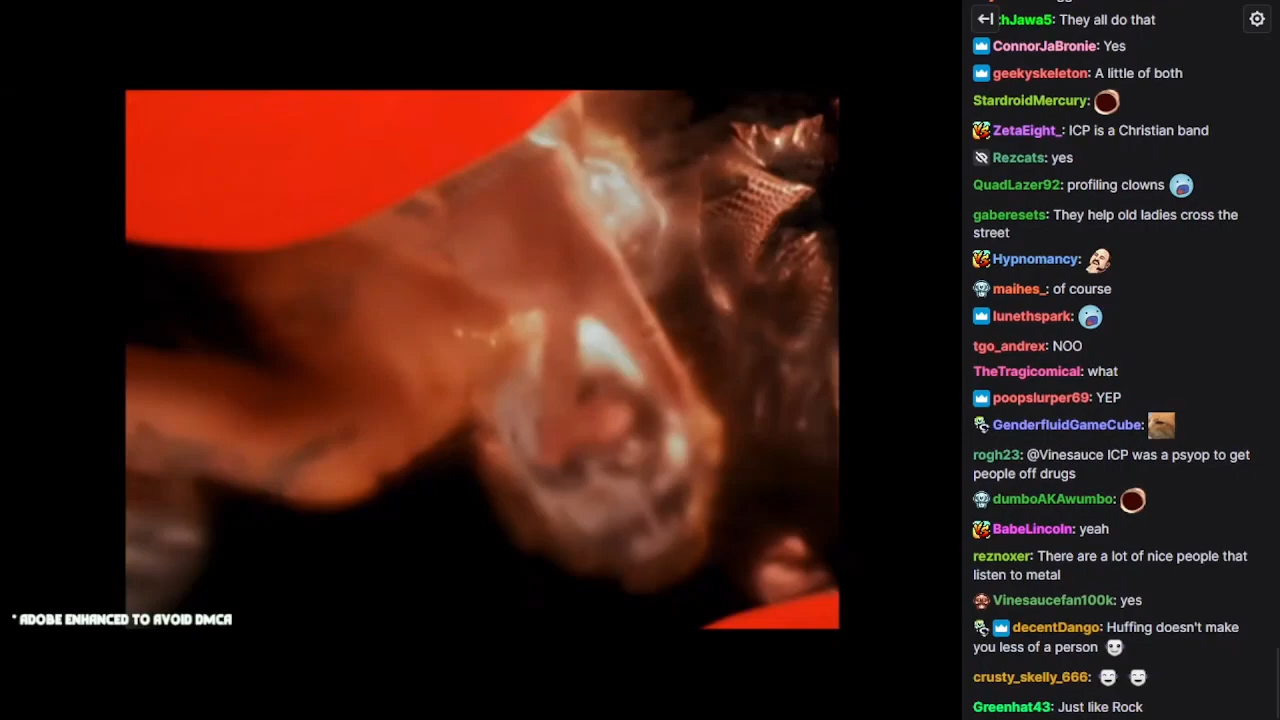 thJawa5: They all do that
ConnorJaBronie: Yes
geekyskeleton: A little of both
StardroidMercury:
ZetaEight_: ICP is a Christian band
Rezcats: yes
QuadLazer92: profiling clowns
gaberesets: They help old ladies cross the
street
Hypnomancy:
maihes_: of course
lunethspark:
tgo_andrex: NOO
TheTragicomical: what
poopslurper69: YEP
GenderfluidGameCube:
rogh23: @Vinesauce ICP was a psyop to get
people off drugs
dumboAKAwumbo:
BabeLincoln: yeah
reznoxer: There are a lot of nice people that
listen to metal
Vinesaucefan100k: yes
decentDango: Huffing doesn't make
you less of a person
crusty_skelly_666:
Greenhat43: Just like Rock
* ADOBE ENHANCED TO AVOID DMCA